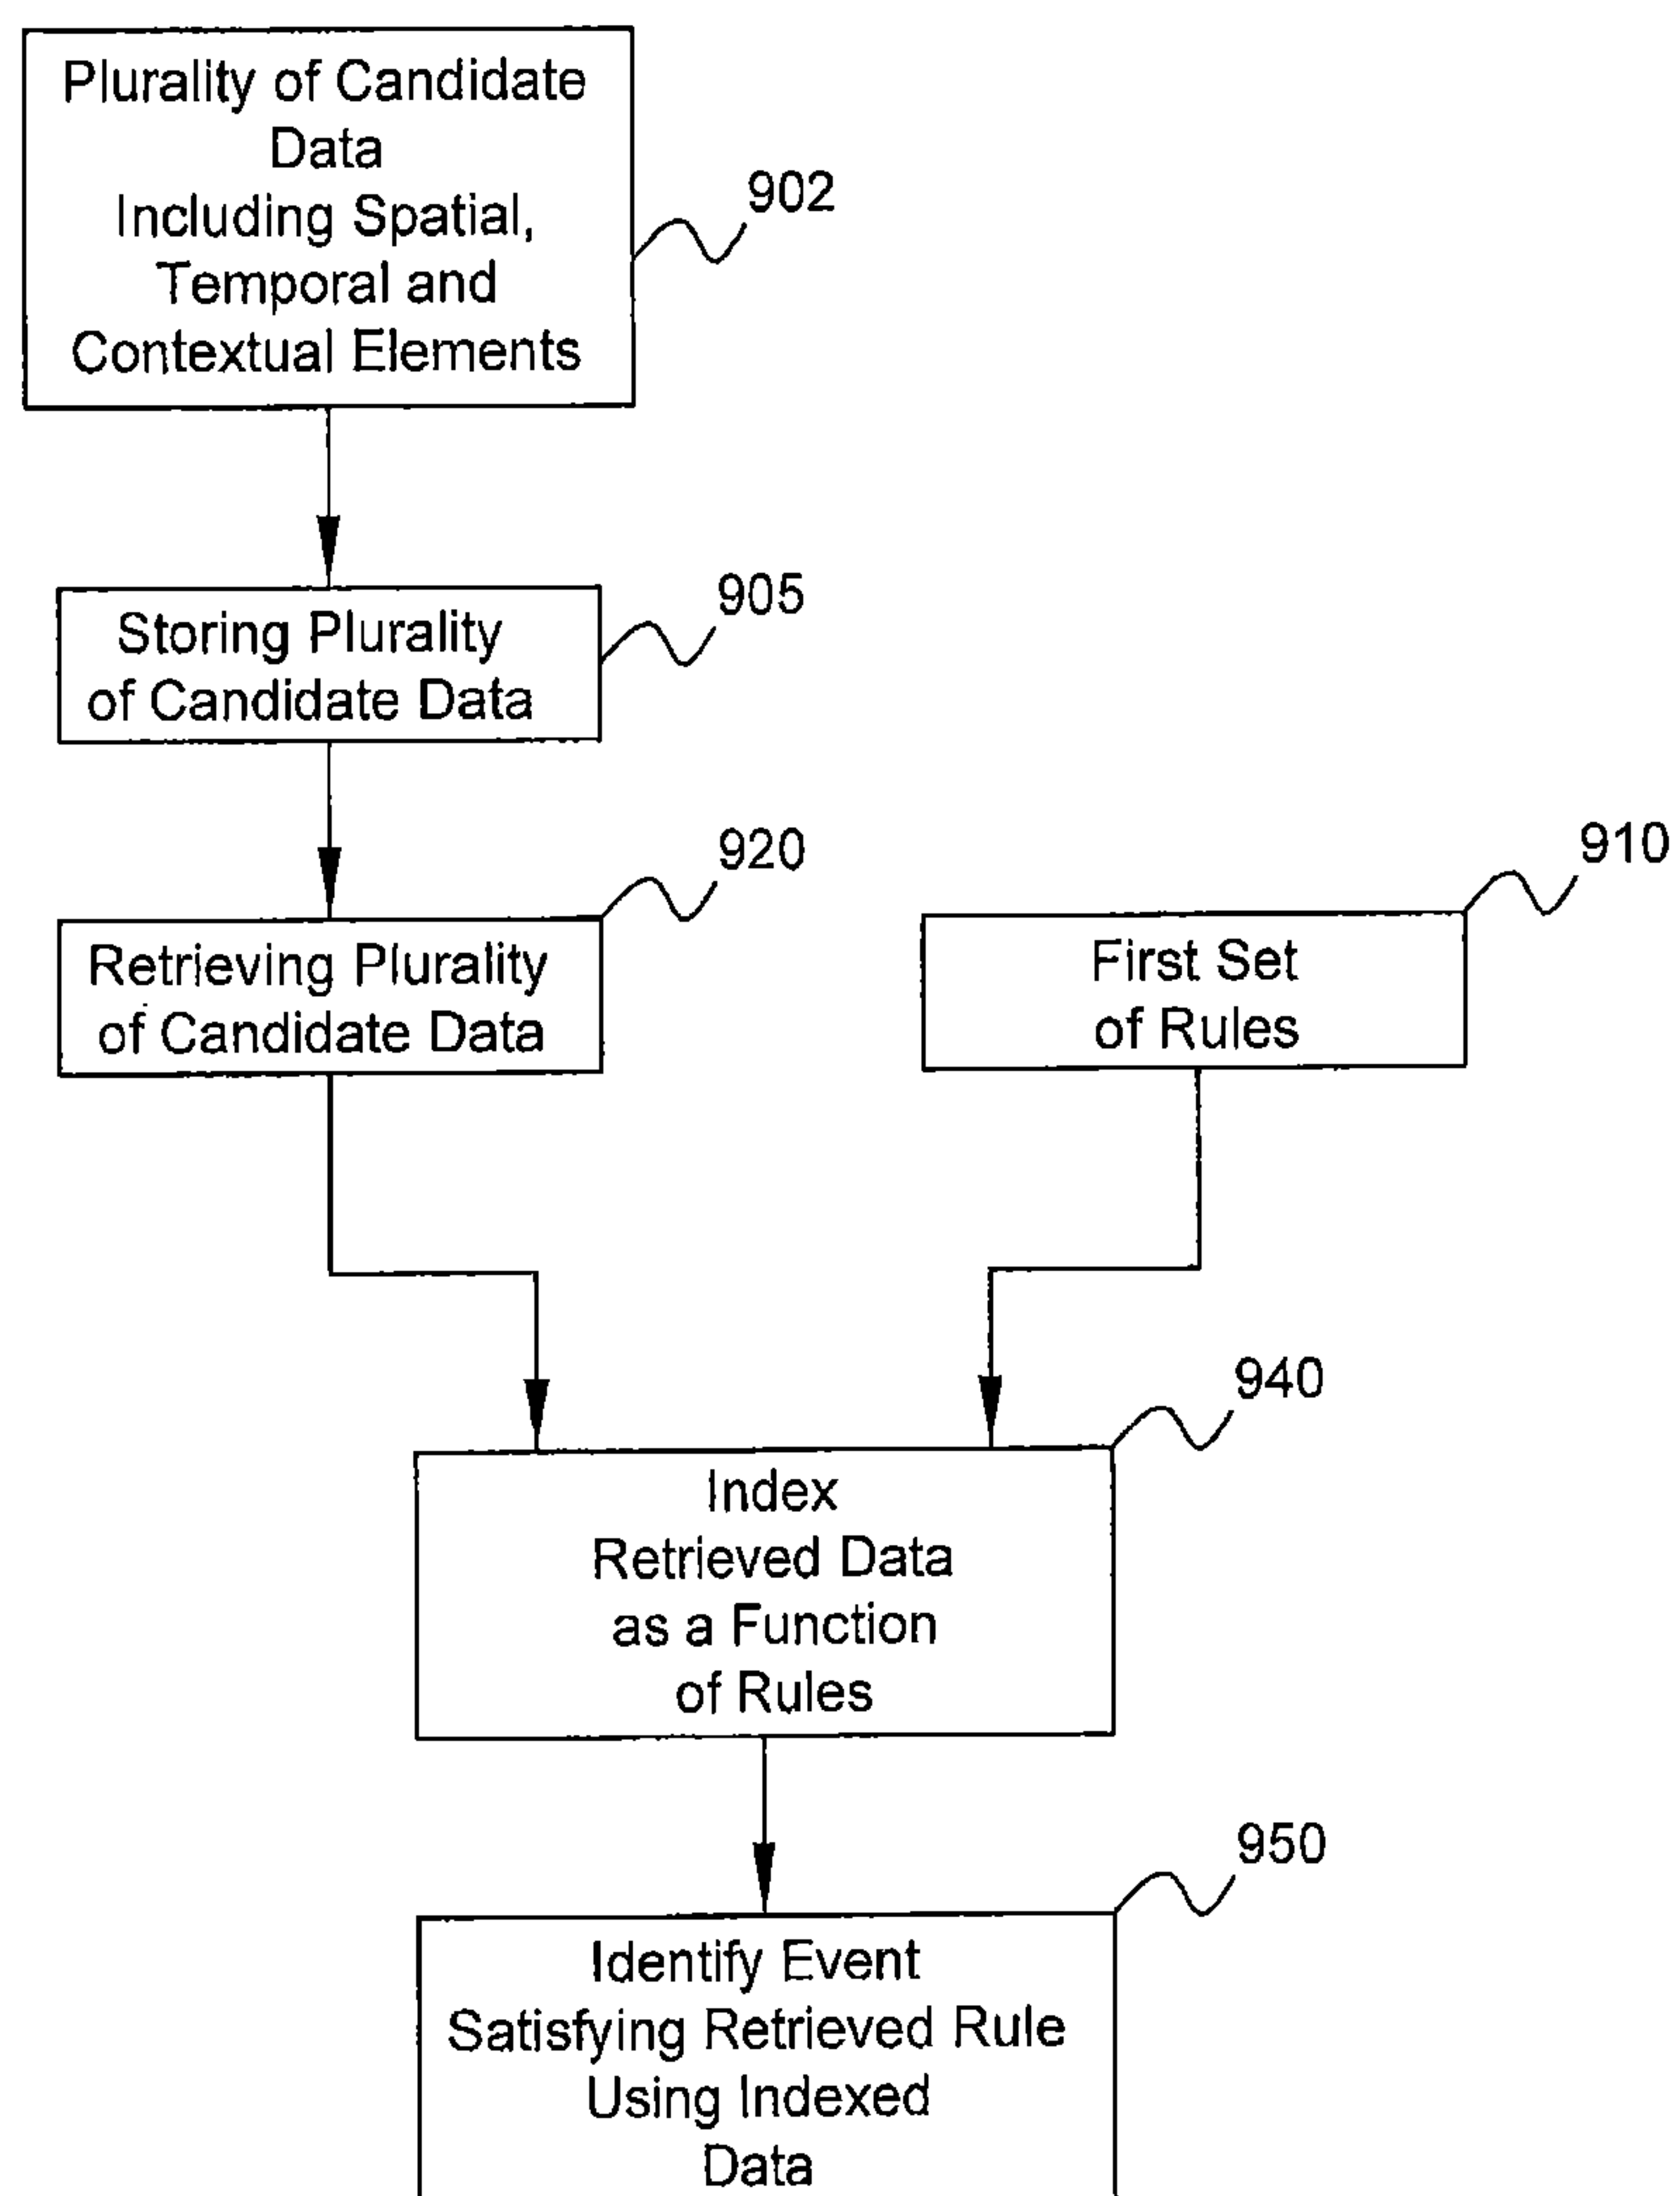 Plurality of Candidate
Data
Including Spatial,
Temporal and
Contextual Elements
902
Storing Plurality
of Candidate Data
905
Retrieving Plurality
of Candidate Data
920
First Set
of Rules
910
Index
Retrieved Data
as a Function
of Rules
940
Identify Event
Satisfying Retrieved Rule
Using Indexed
Data
950